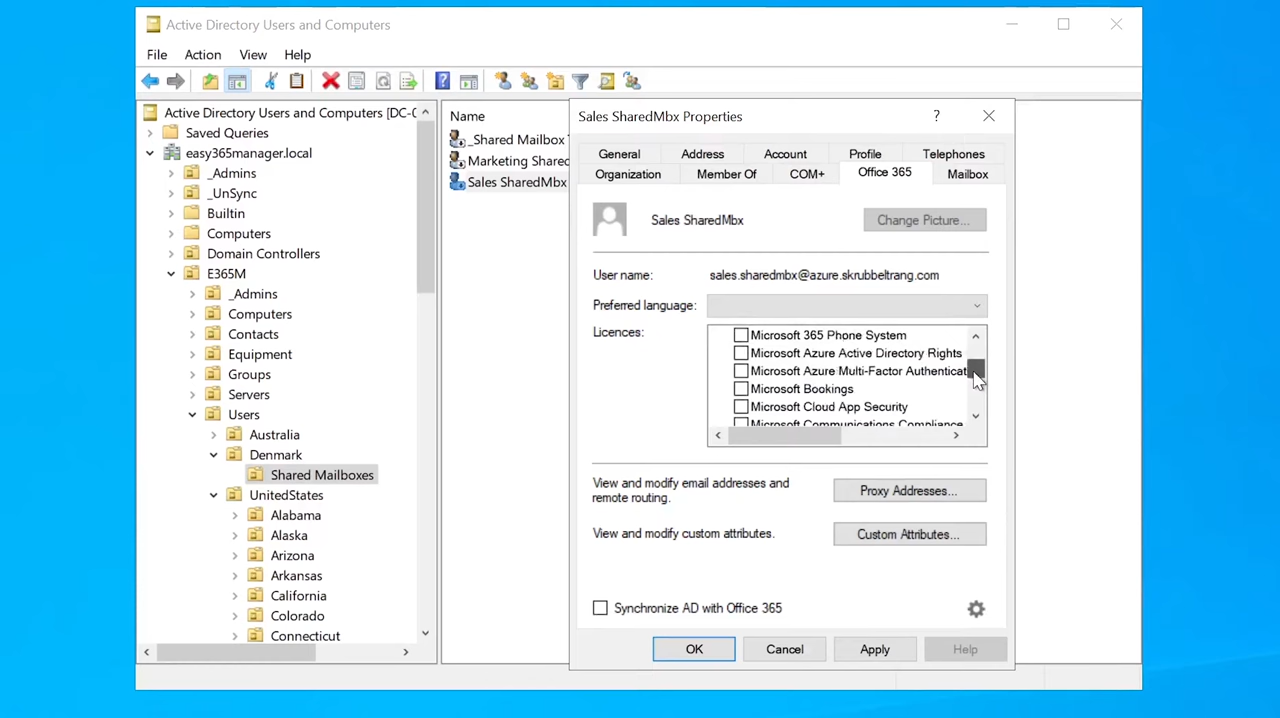 Active Directory Users and Computers
File Action View Help
Active Directory Users and Computers [DC-0
Saved Queries
easy365manager.local
_Admins
_UnSync
Builtin
Computers
Domain Controllers
E365M
_Admins
Computers
Contacts
Equipment
Groups
Servers
Users
Australia
Denmark
Shared Mailboxes
UnitedStates
Alabama
Alaska
Arizona
Arkansas
California
Colorado
Connecticut
Name
_Shared Mailbox
Marketing Shared
Sales SharedMbx
Sales SharedMbx Properties
General Address Account Profile Telephones
Organization Member Of COM+ Office 365 Mailbox
Sales SharedMbx
Change Picture...
User name: sales.sharedmbx@azure.skrubbeltrang.com
Preferred language:
Licences:
Microsoft 365 Phone System
Microsoft Azure Active Directory Rights
Microsoft Azure Multi-Factor Authenticat
Microsoft Bookings
Microsoft Cloud App Security
Microsoft Communications Compliance
View and modify email addresses and
remote routing.
Proxy Addresses...
View and modify custom attributes.
Custom Attributes...
Synchronize AD with Office 365
OK Cancel Apply Help